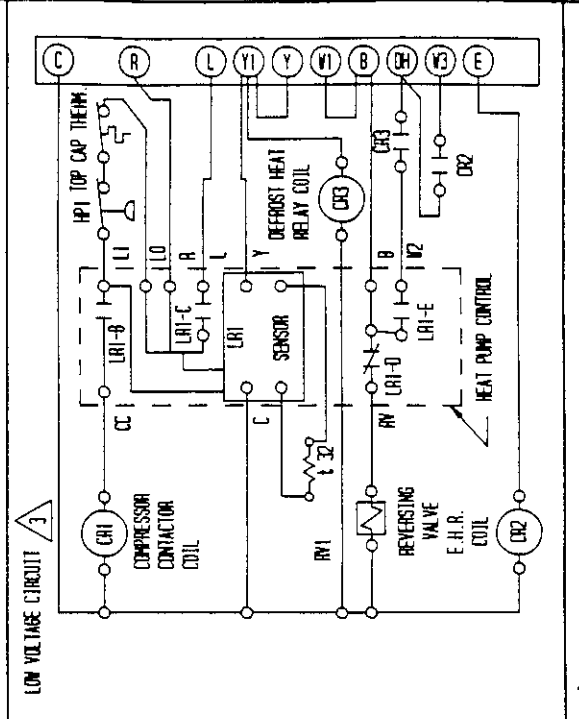 LOW VOLTAGE CIRCUIT
3
C
R
L
Y1
Y
W1
B
DH
W3
E
HP1
TOP CAP THERM.
L1
LO
R
L
Y
DEFROST HEAT
RELAY COIL
CR3
CR3
CR2
B
W2
LR1-B
LR1-C
LR1
SENSOR
LR1-D
LR1-E
HEAT PUMP CONTROL
CC
C
RV
t 32
CR1
COMPRESSOR
CONTACTOR
COIL
RV1
REVERSING
VALVE
E.H.R.
COIL
CR2